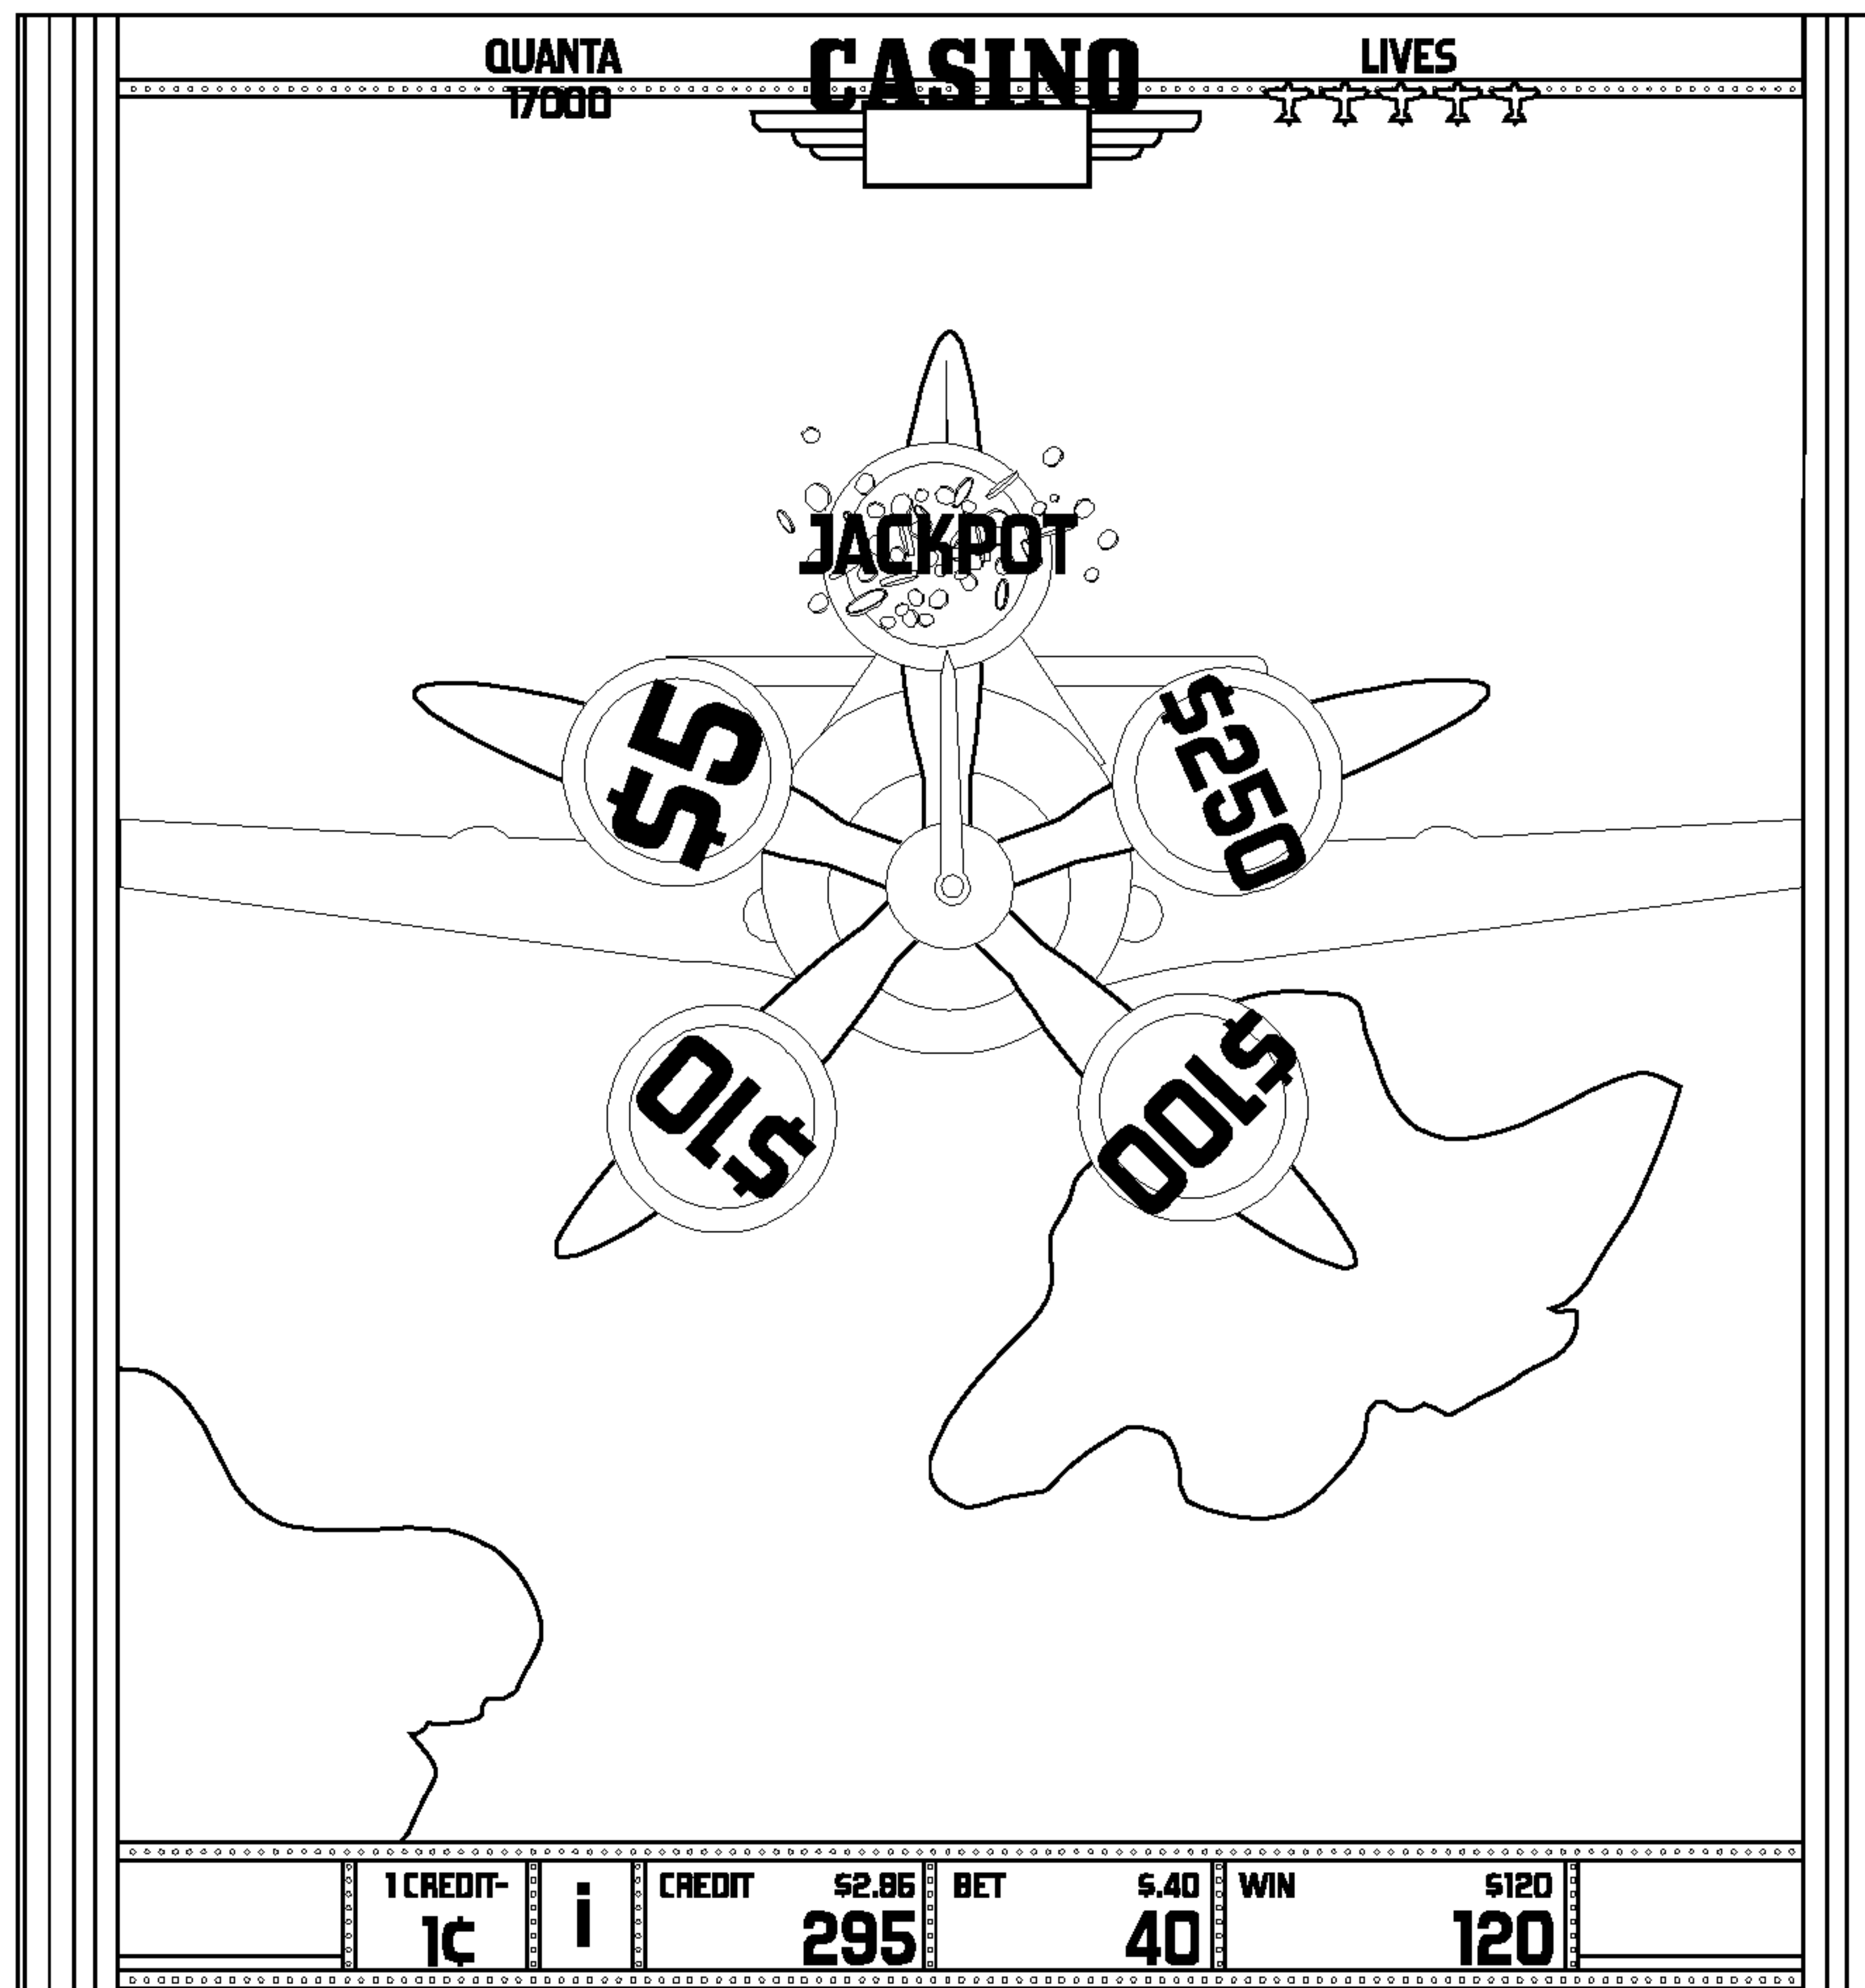 QUANTA
17000
CASINO
LIVES
JACKPOT
$5
$250
$10
$100
1 CREDIT-
1¢
i
CREDIT $2.86
295
BET $.40
40
WIN $120
120